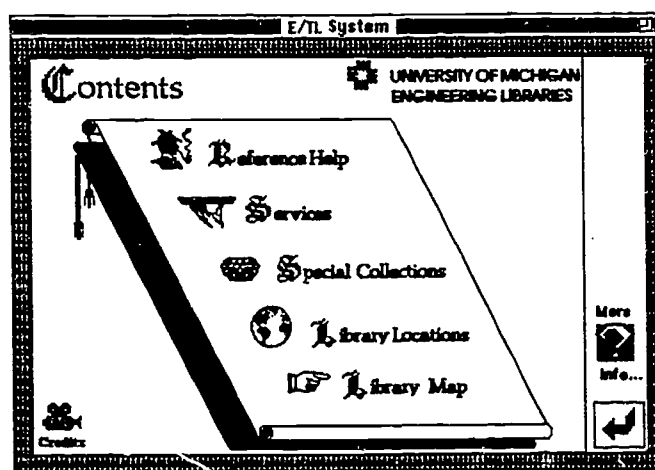 E/TL System
Contents
UNIVERSITY OF MICHIGAN
ENGINEERING LIBRARIES
Reference Help
Services
Special Collections
Library Locations
Library Map
More
Info...
Credits